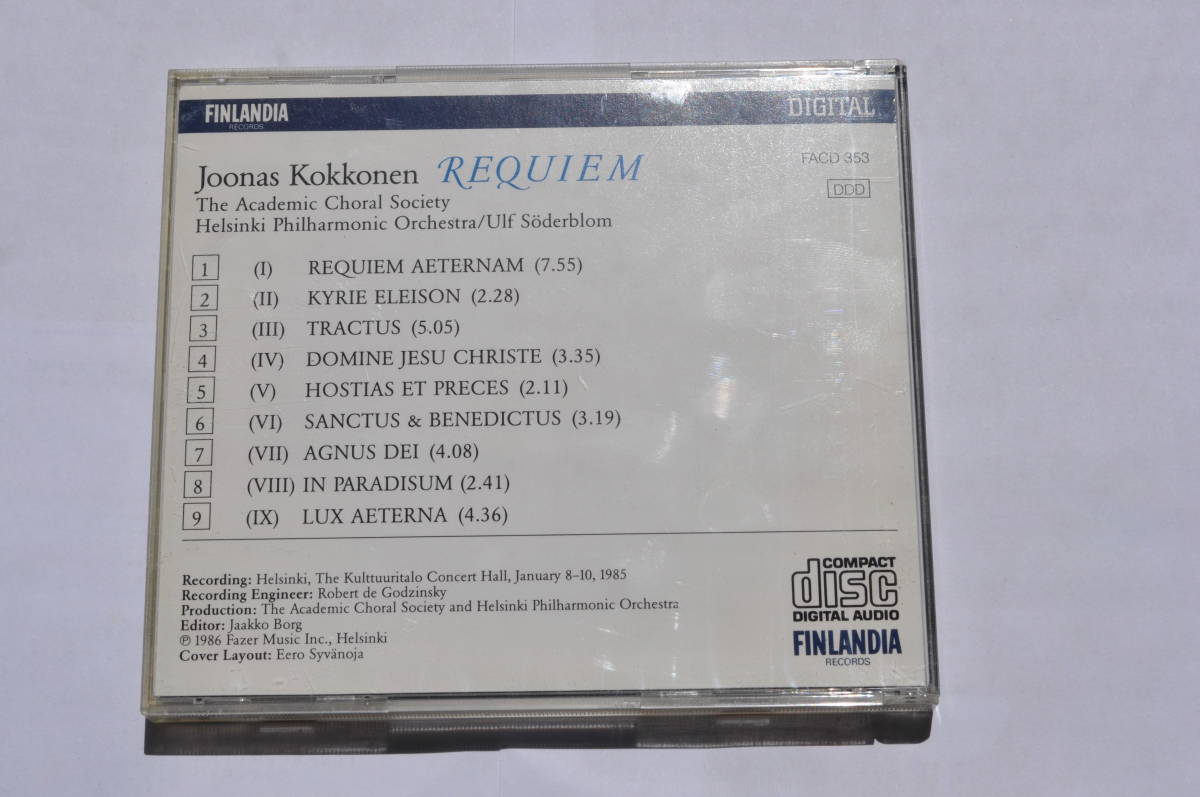 FINLANDIA
RECORDS
DIGITAL
Joonas Kokkonen REQUIEM
FACD 353
The Academic Choral Society
DDD
Helsinki Philharmonic Orchestra/Ulf Söderblom
1 (I) REQUIEM AETERNAM (7.55)
2 (II) KYRIE ELEISON (2.28)
3 (III) TRACTUS (5.05)
4 (IV) DOMINE JESU CHRISTE (3.35)
5 (V) HOSTIAS ET PRECES (2.11)
6 (VI) SANCTUS & BENEDICTUS (3.19)
7 (VII) AGNUS DEI (4.08)
8 (VIII) IN PARADISUM (2.41)
9 (IX) LUX AETERNA (4.36)
Recording: Helsinki, The Kulttuuritalo Concert Hall, January 8–10, 1985
Recording Engineer: Robert de Godzinsky
Production: The Academic Choral Society and Helsinki Philharmonic Orchestra
Editor: Jaakko Borg
℗ 1986 Fazer Music Inc., Helsinki
Cover Layout: Eero Syvänoja
COMPACT
disc
DIGITAL AUDIO
FINLANDIA
RECORDS